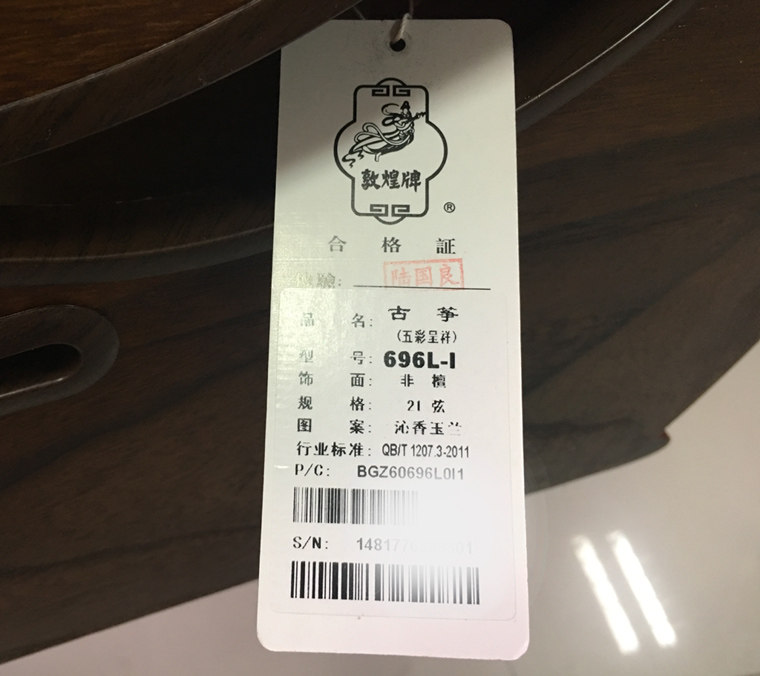 敦煌牌
®
合格証
驗:
陆国良
品名: 古筝
(五彩呈祥)
型号: 696L-I
饰面: 非檀
规格: 21弦
图案: 沁香玉兰
行业标准: QB/T 1207.3-2011
P/C: BGZ60696L0I1
S/N: